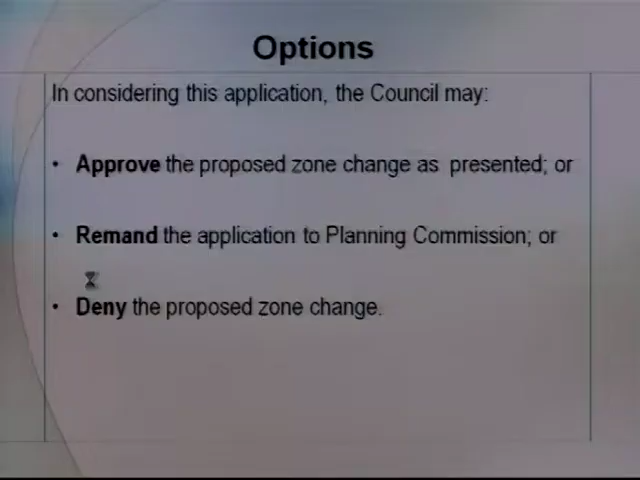 Options
In considering this application, the Council may:
• Approve the proposed zone change as presented; or
• Remand the application to Planning Commission; or
• Deny the proposed zone change.